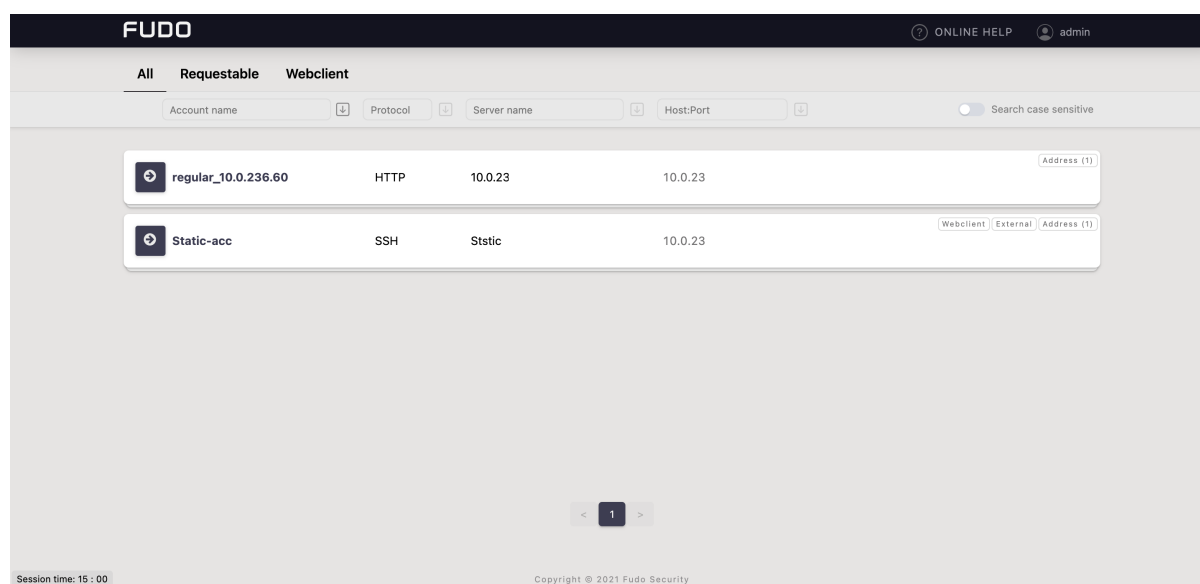 FUDO
? ONLINE HELP admin
All Requestable Webclient
Account name Protocol Server name Host:Port Search case sensitive
Address (1)
regular_10.0.236.60 HTTP 10.0.23 10.0.23
Webclient External Address (1)
Static-acc SSH Ststic 10.0.23
< 1 >
Session time: 15 : 00 Copyright © 2021 Fudo Security